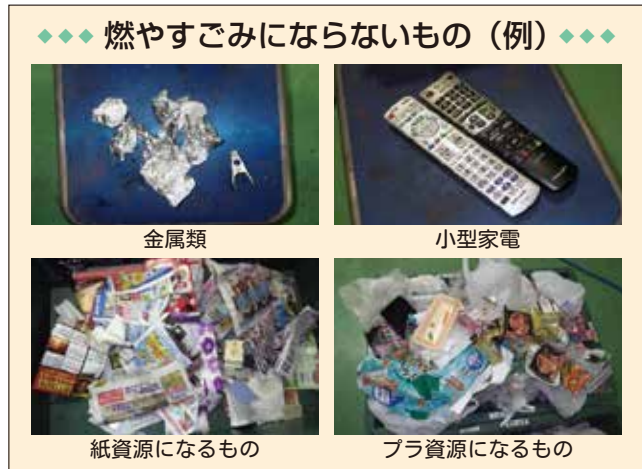 ◆◆◆ 燃やすごみにならないもの（例） ◆◆◆
金属類
小型家電
紙資源になるもの
プラ資源になるもの